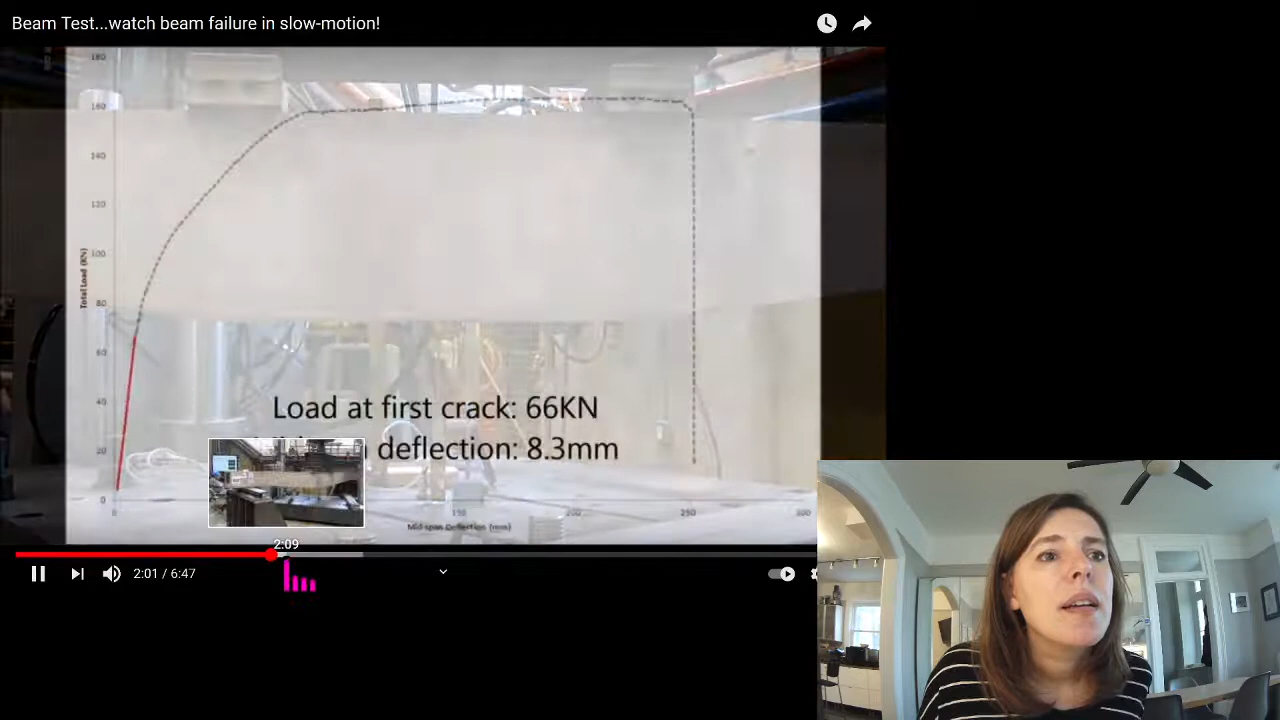 Beam Test...watch beam failure in slow-motion!
180
160
140
120
100
80
60
40
20
0
Total Load (KN)
Load at first crack: 66KN
deflection: 8.3mm
0
150
200
250
300
Mid-span Deflection (mm)
2:09
2:01 / 6:47